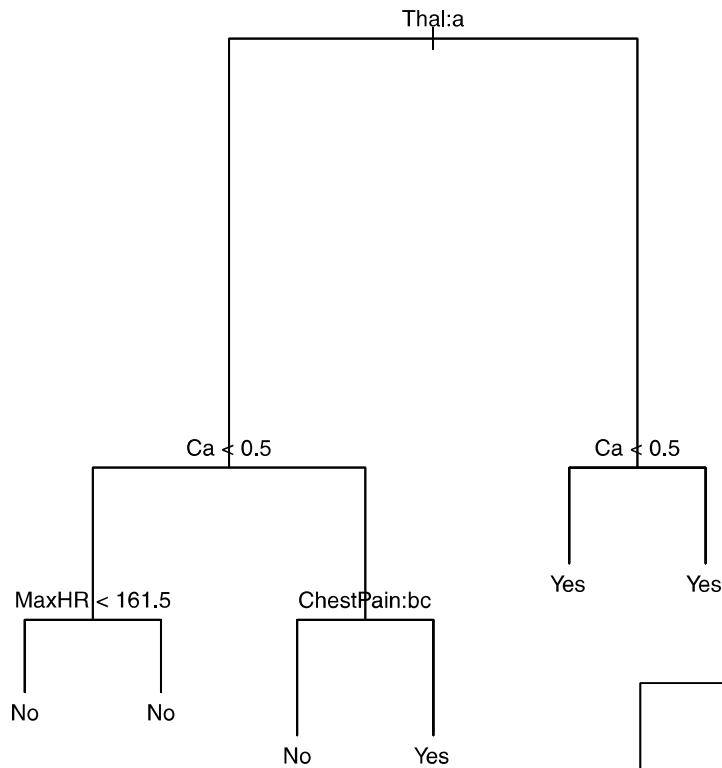 Thal:a
Ca < 0.5
Ca < 0.5
MaxHR < 161.5
ChestPain:bc
Yes
Yes
No
No
No
Yes